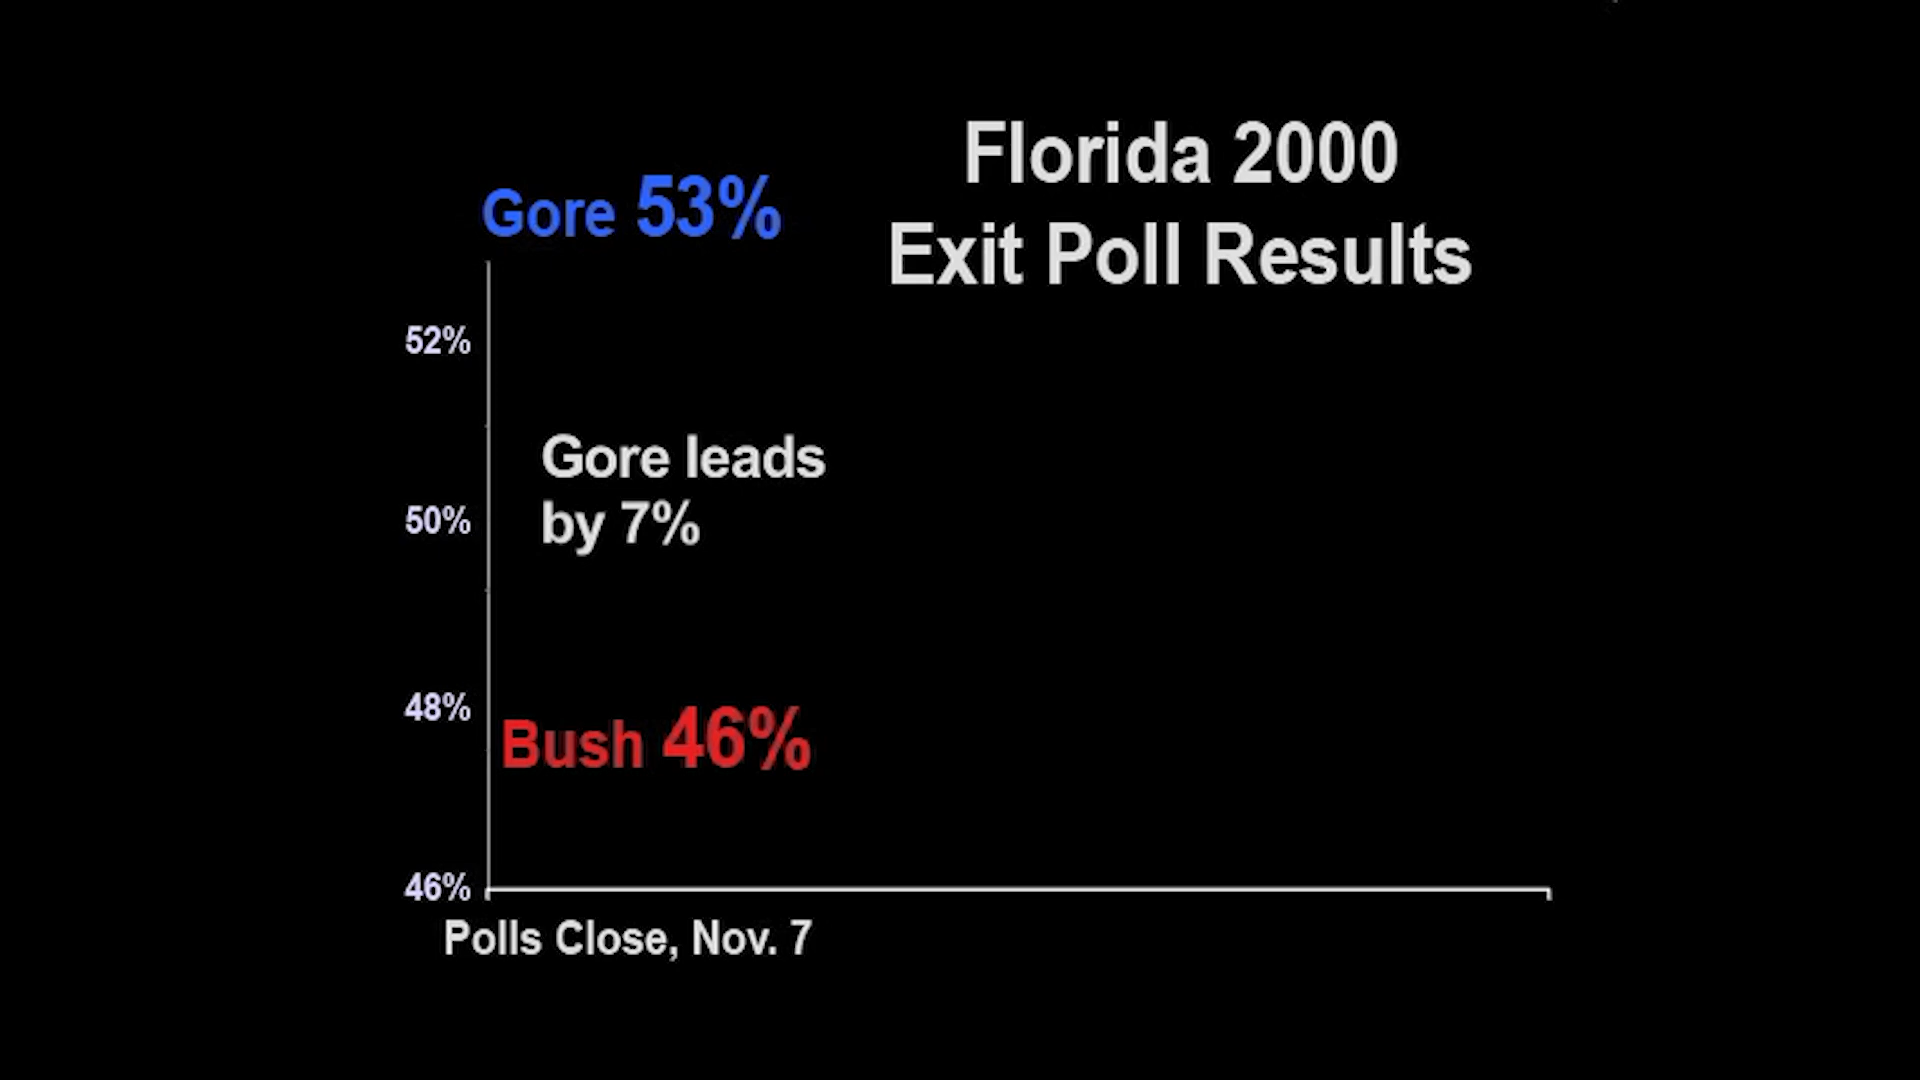 Florida 2000
Exit Poll Results
Gore 53%
52%
Gore leads
by 7%
50%
48%
Bush 46%
46%
Polls Close, Nov. 7